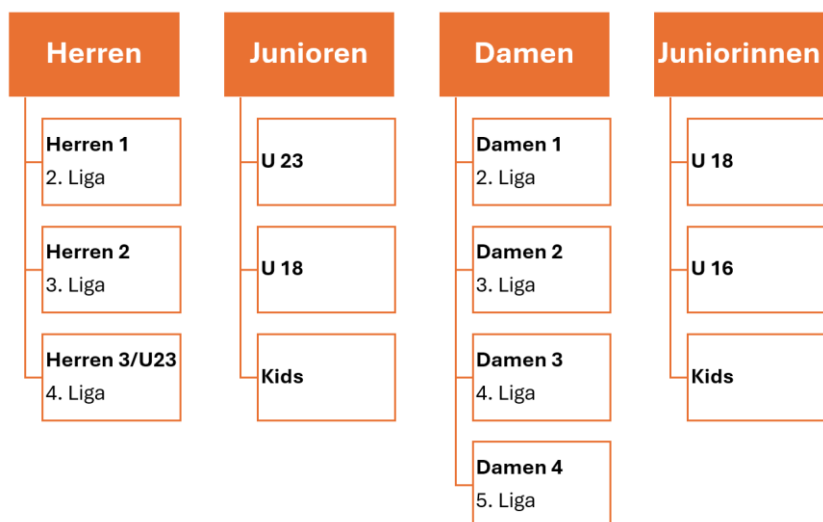 Herren
Herren 1
2. Liga
Herren 2
3. Liga
Herren 3/U23
4. Liga
Junioren
U 23
U 18
Kids
Damen
Damen 1
2. Liga
Damen 2
3. Liga
Damen 3
4. Liga
Damen 4
5. Liga
Juniorinnen
U 18
U 16
Kids